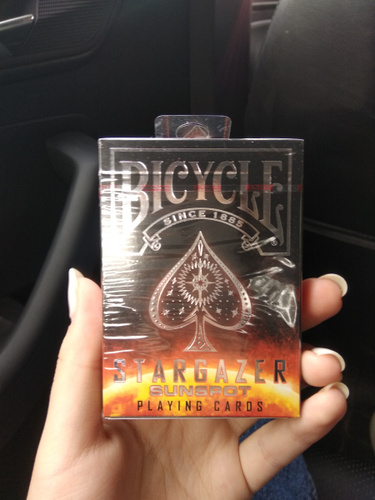 BICYCLE
SINCE 1885
STARGAZER
SUNSPOT
PLAYING CARDS